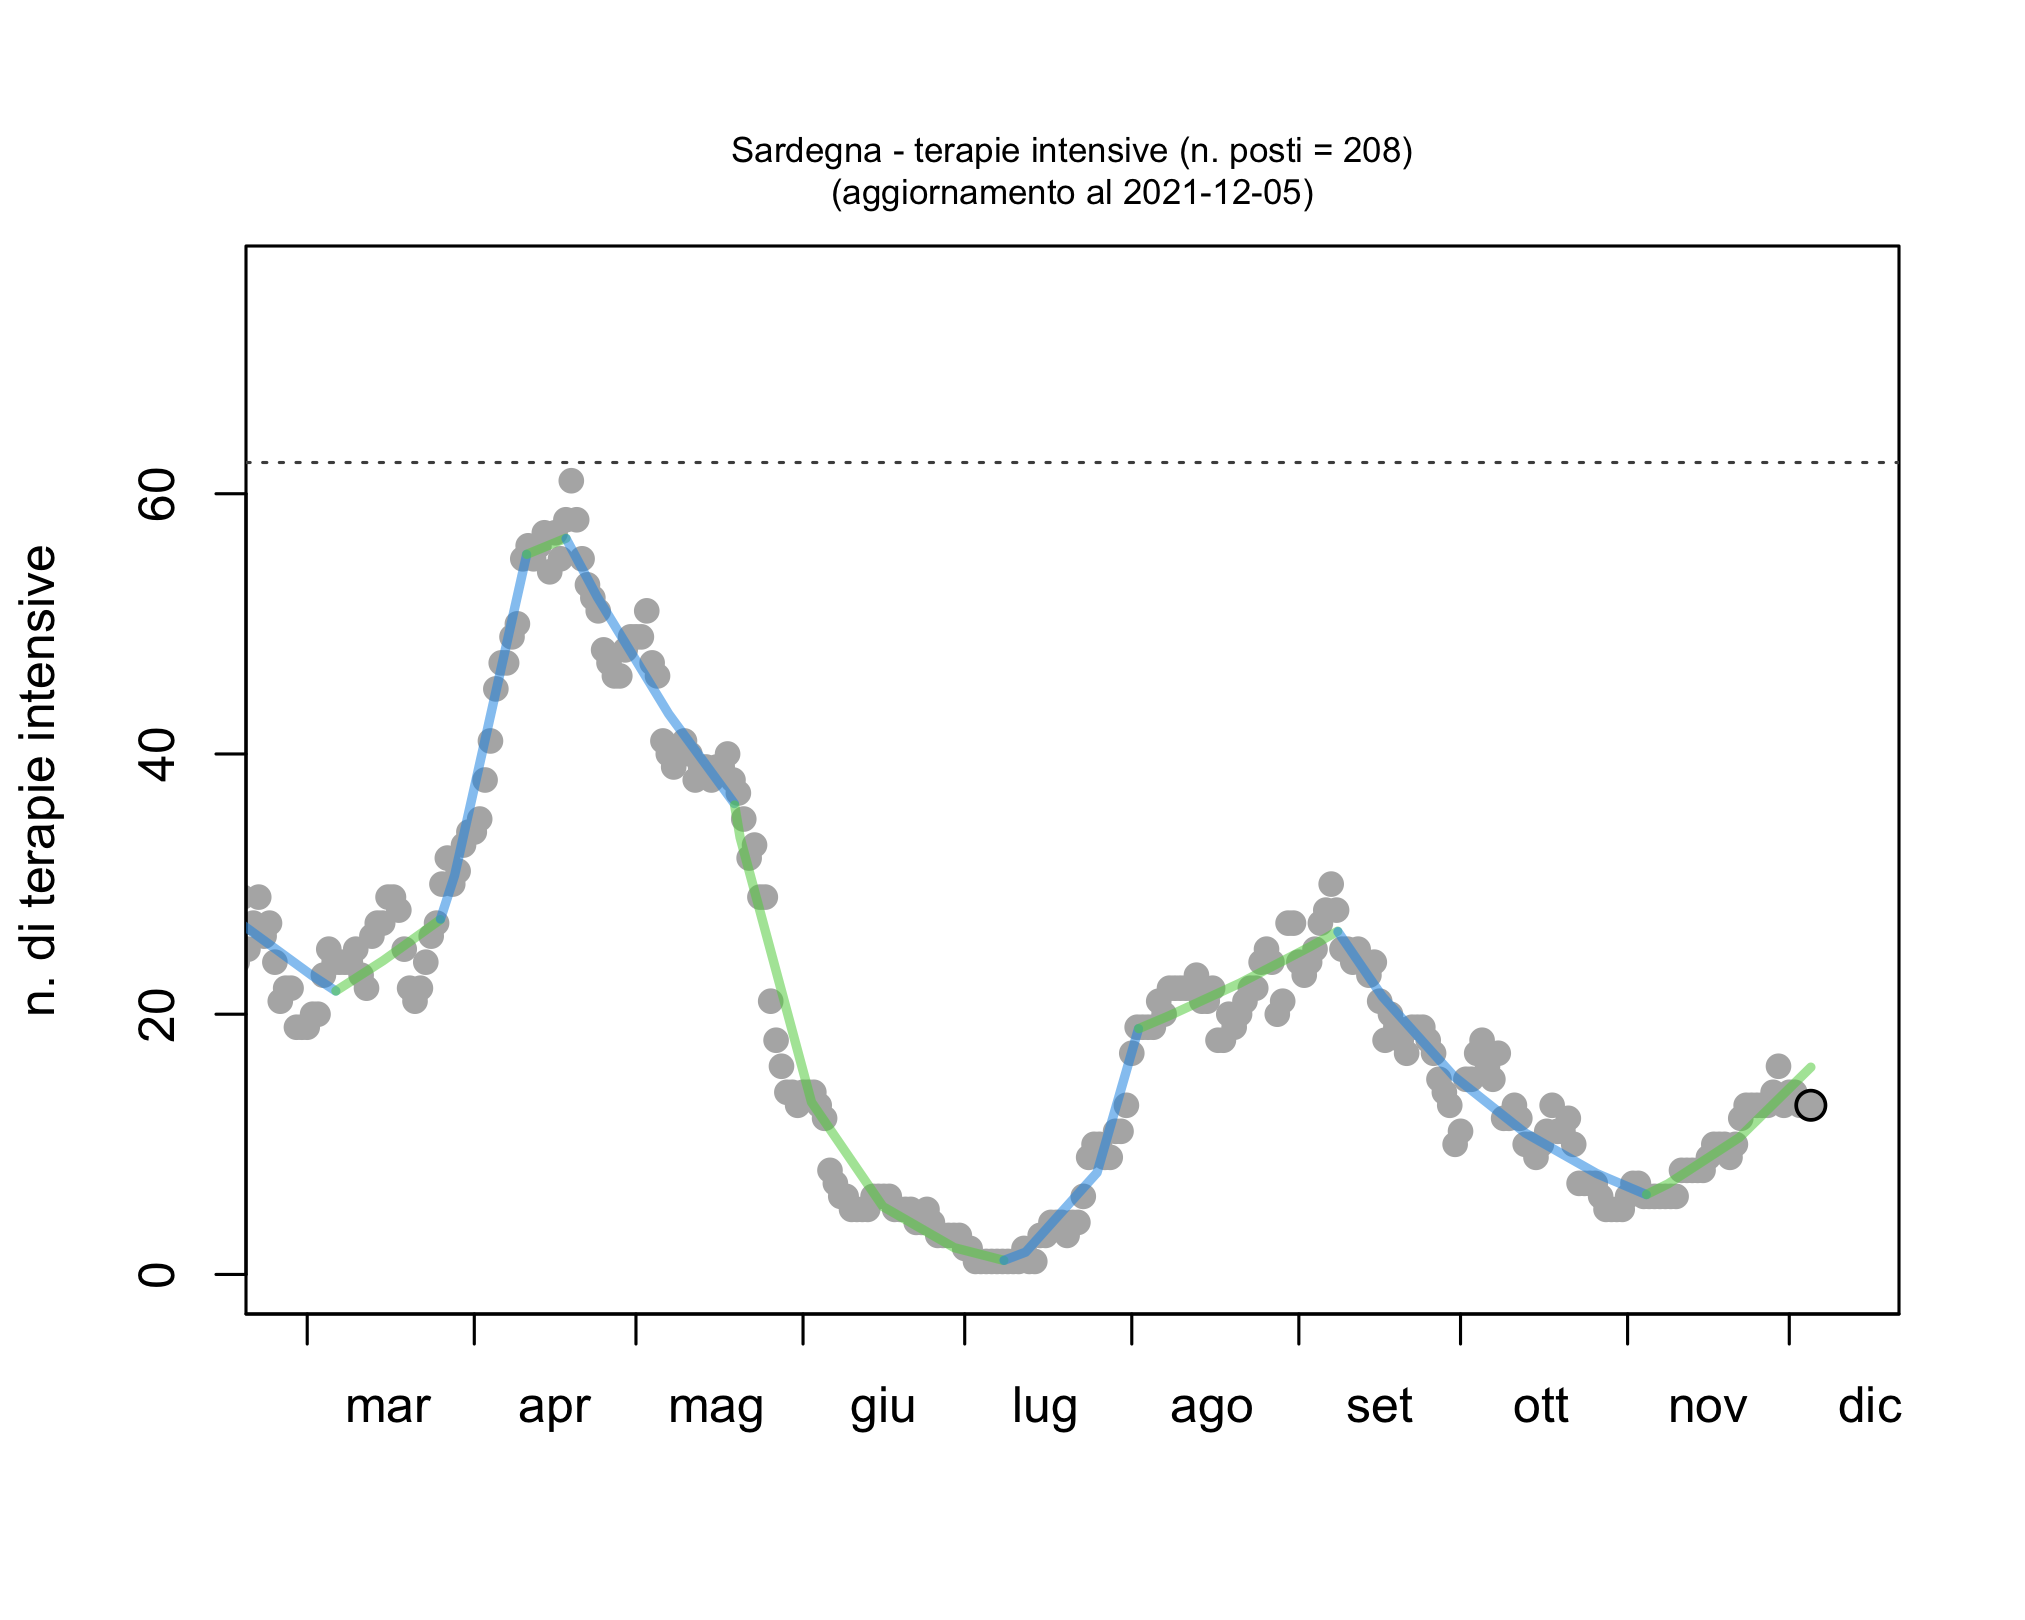 Sardegna - terapie intensive (n. posti = 208)
(aggiornamento al 2021-12-05)
n. di terapie intensive
60
40
20
0
mar apr mag giu lug ago set ott nov dic